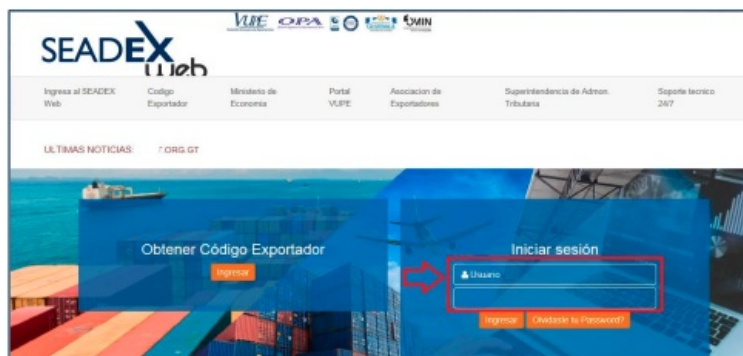 VUPE OPA
SEADEX
Web
Ingresa al SEADEX Web
Codigo Exportador
Ministerio de Economia
Portal VUPE
Asociacion de Exportadores
Superintendencia de Admon. Tributaria
Soporte tecnico 24/7
ULTIMAS NOTICIAS: .ORG.GT
Obtener Código Exportador
Ingresar
Iniciar sesión
Usuario
Ingresar Olvidaste tu Password?